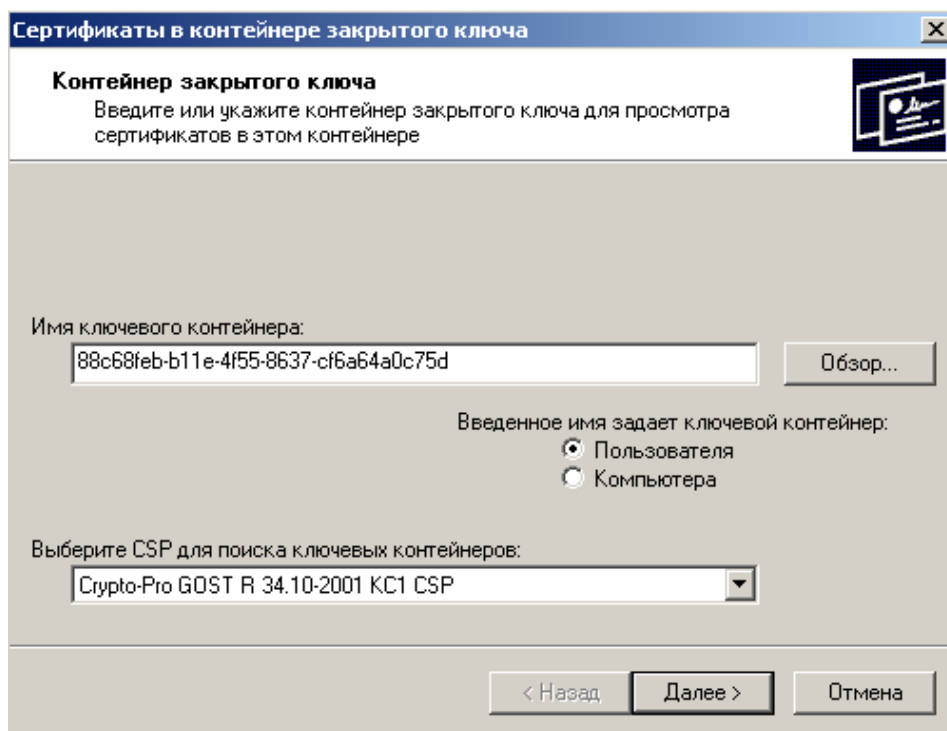 Сертификаты в контейнере закрытого ключа
Контейнер закрытого ключа
Введите или укажите контейнер закрытого ключа для просмотра
сертификатов в этом контейнере
Имя ключевого контейнера:
88c68feb-b11e-4f55-8637-cf6a64a0c75d
Обзор...
Введенное имя задает ключевой контейнер:
Пользователя
Компьютера
Выберите CSP для поиска ключевых контейнеров:
Crypto-Pro GOST R 34.10-2001 KC1 CSP
< Назад
Далее >
Отмена